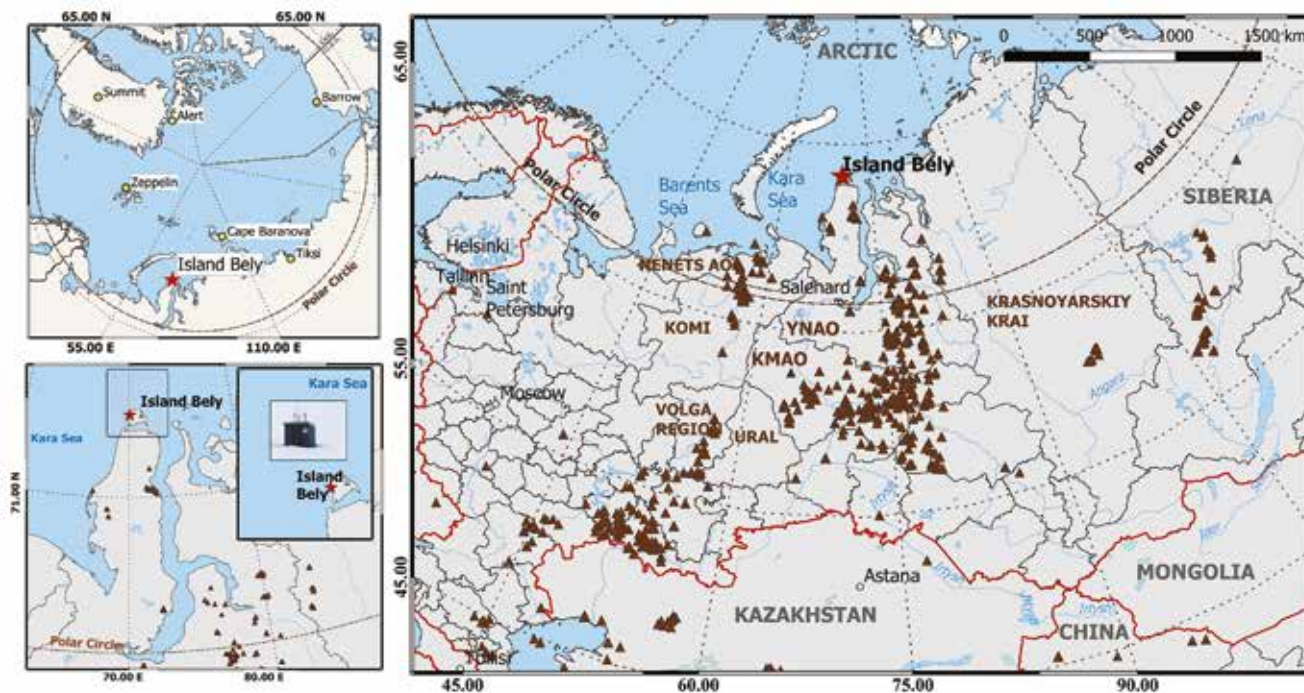 65.00 N
65.00 N
Summit
Alert
Barrow
Zeppelin
Cape Baranova
Tiksi
Island Bely
Polar Circle
55.00 E
110.00 E
Kara Sea
Island Bely
Kara Sea
Island
Bely
71.00 N
Polar Circle
70.00 E
80.00 E
ARCTIC
0 500 1000 1500 km
65.00
Polar Circle
Lena
Island Bely
Barents
Sea
Kara
Sea
Polar Circle
SIBERIA
Helsinki
Tallinn
Saint
Petersburg
NENETS AO
Salehard
KRASNOYARSKIY
KRAI
KOMI
YNAO
KMAO
55.00
Angara
Moscow
VOLGA
REGION
URAL
45.00
Astana
Irtysh
MONGOLIA
KAZAKHSTAN
CHINA
Tbilisi
45.00
60.00
75.00
90.00